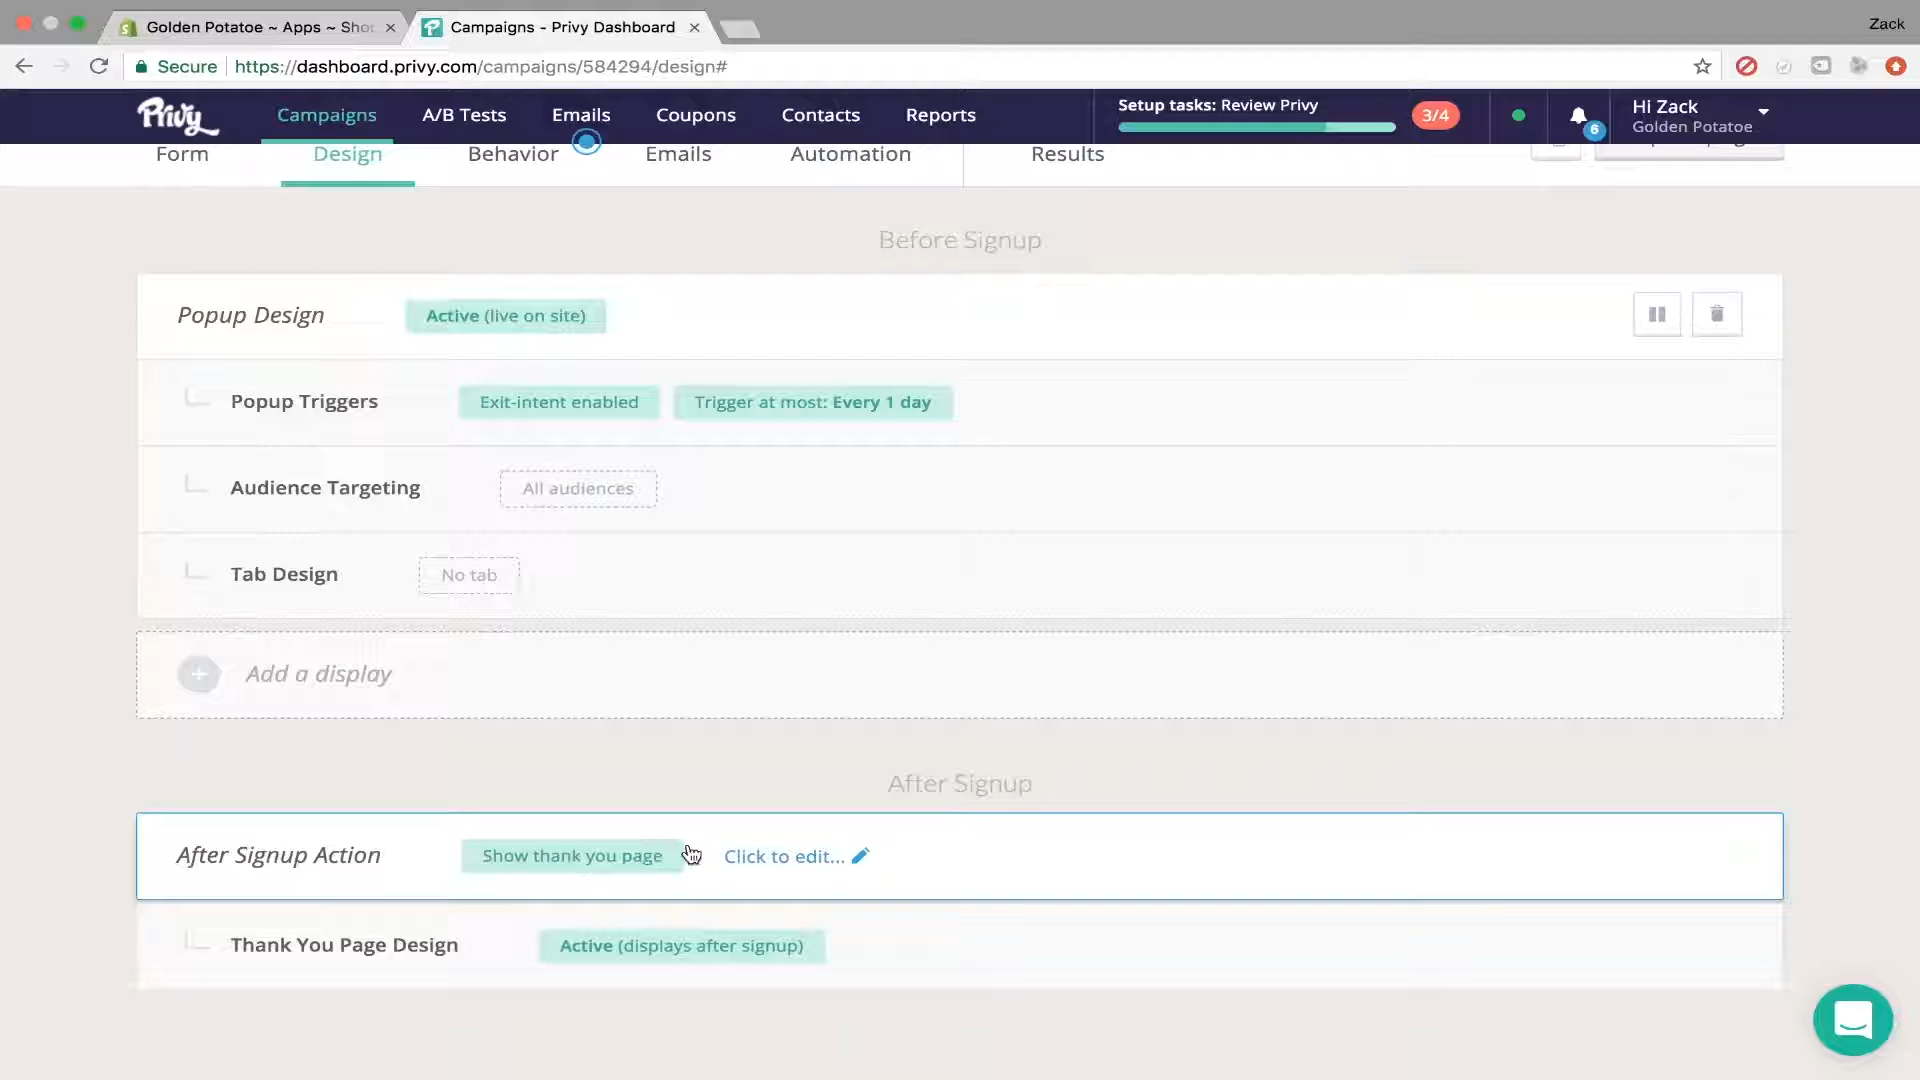 Golden Potatoe ~ Apps ~ Sho
Campaigns - Privy Dashboard
Zack
Secure
https://dashboard.privy.com/campaigns/584294/design#
Privy
Campaigns
A/B Tests
Emails
Coupons
Contacts
Reports
Setup tasks: Review Privy
3/4
6
Hi Zack
Golden Potatoe
Form
Design
Behavior
Emails
Automation
Results
Before Signup
Popup Design
Active (live on site)
Popup Triggers
Exit-intent enabled
Trigger at most: Every 1 day
Audience Targeting
All audiences
Tab Design
No tab
Add a display
After Signup
After Signup Action
Show thank you page
Click to edit...
Thank You Page Design
Active (displays after signup)